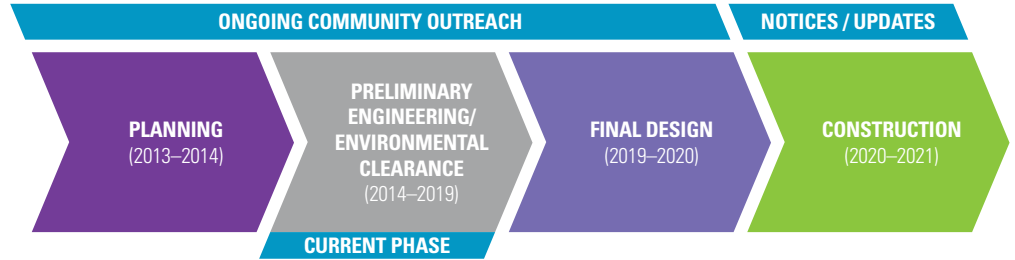 ONGOING COMMUNITY OUTREACH
NOTICES / UPDATES
PLANNING
(2013–2014)
PRELIMINARY
ENGINEERING/
ENVIRONMENTAL
CLEARANCE
(2014–2019)
CURRENT PHASE
FINAL DESIGN
(2019–2020)
CONSTRUCTION
(2020–2021)